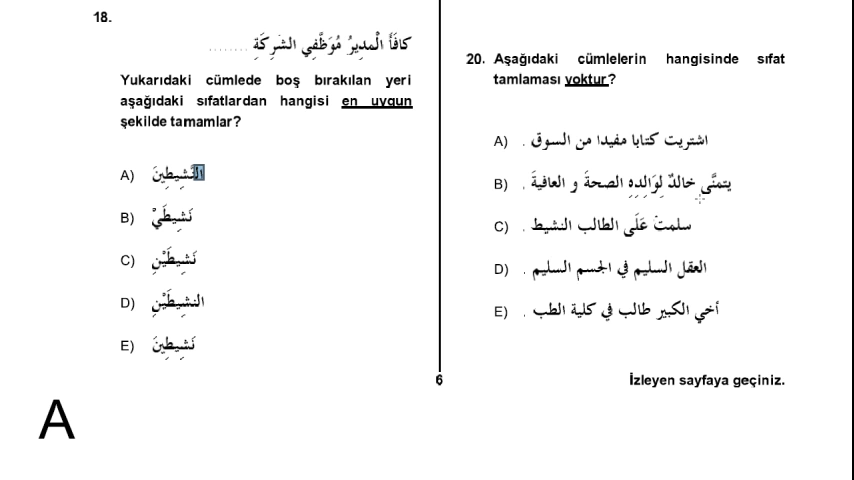 18.
كافَأَ الْمديرُ مُوَظَّفِي الشركَةِ ........
Yukarıdaki cümlede boş bırakılan yeri
aşağıdaki sıfatlardan hangisi en uygun
şekilde tamamlar?
A) النَّشِيطِينَ
B) نَشِيطَيْ
C) نَشِيطَيْنِ
D) النشِيطَيْنِ
E) نَشِيطِينَ
A
20. Aşağıdaki cümlelerin hangisinde sıfat
tamlaması yoktur?
A) اشتريت كتابا مفيدا من السوق .
B) يتمنَّى خالدٌ لِوَالِدِهِ الصحةَ و العافيةَ .
C) سلمتْ عَلَى الطالب النشيط .
D) العقل السليم في الجسم السليم .
E) أخي الكبير طالب في كلية الطب .
6
İzleyen sayfaya geçiniz.